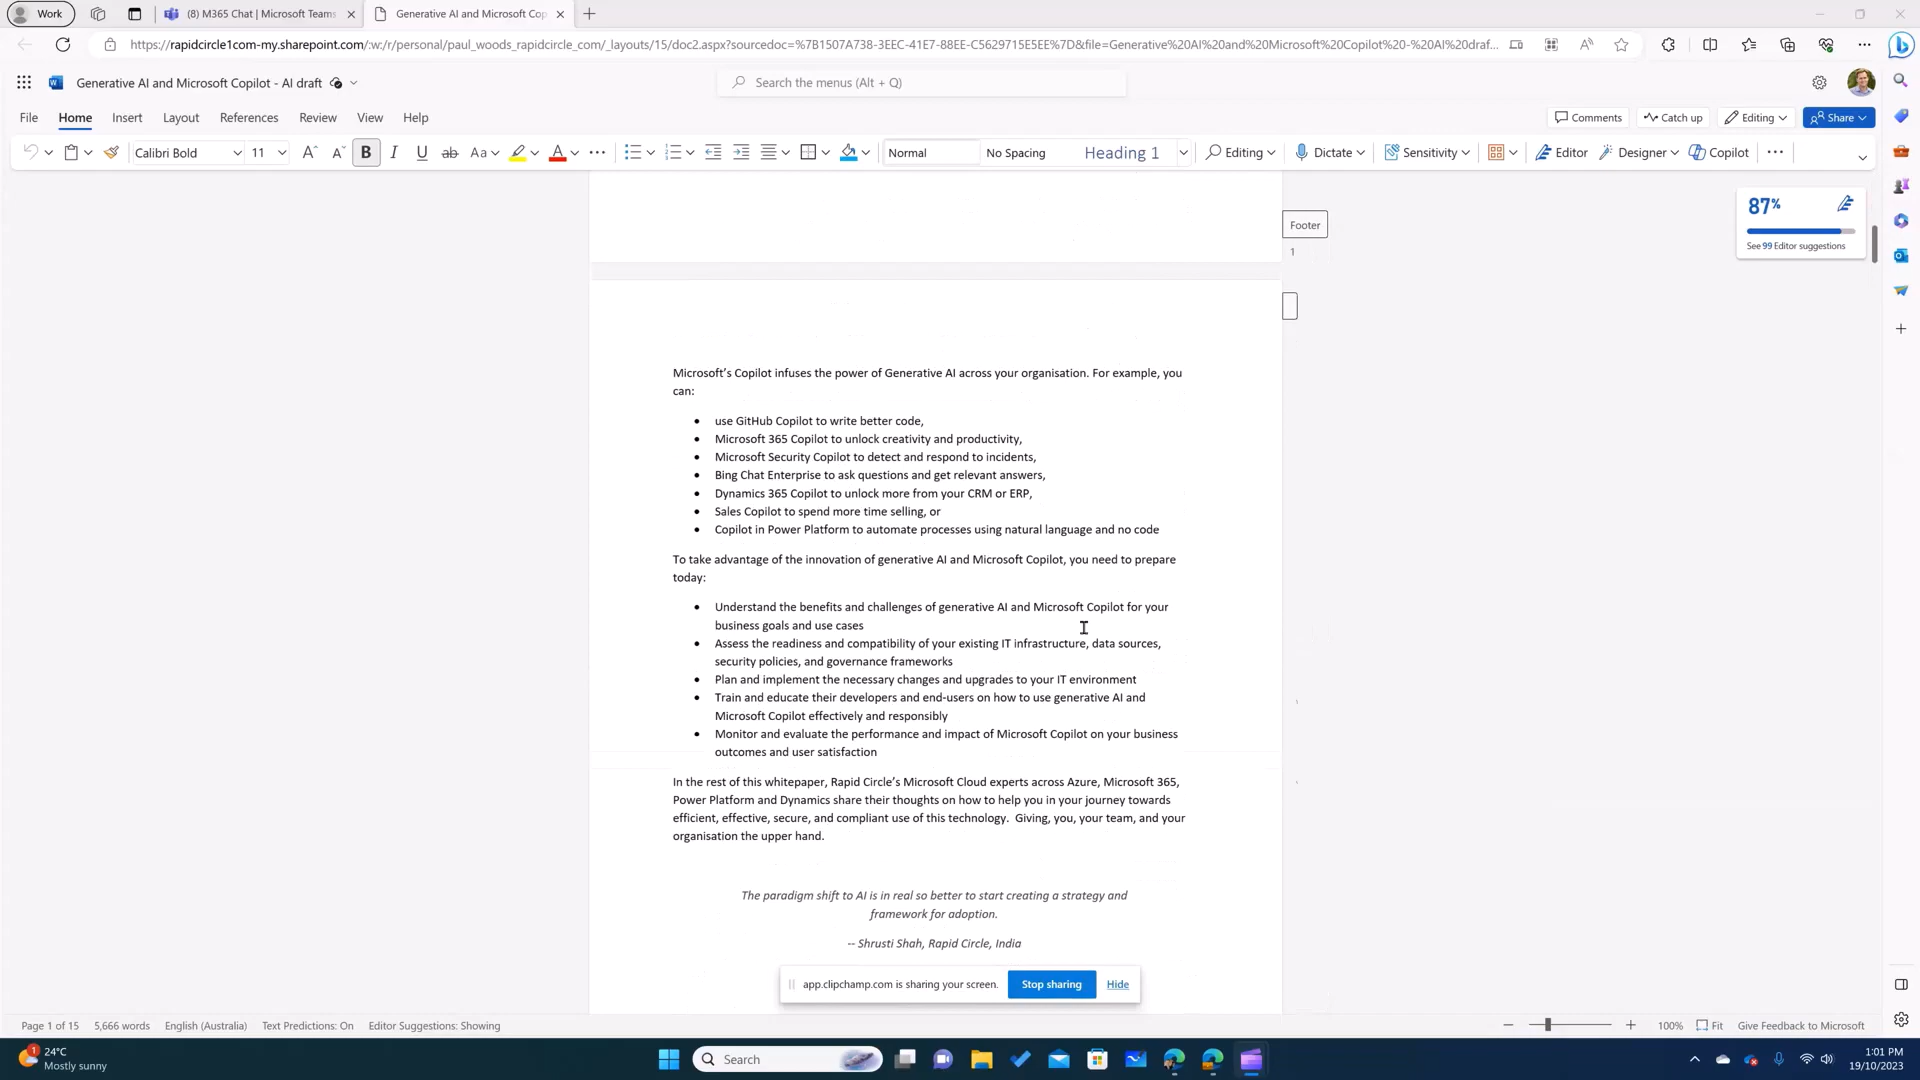 Work
(8) M365 Chat | Microsoft Teams
Generative AI and Microsoft Cop
https://rapidcircle1com-my.sharepoint.com/:w:/r/personal/paul_woods_rapidcircle_com/_layouts/15/doc2.aspx?sourcedoc=%7B1507A738-3EEC-41E7-88EE-C5629715E5EE%7D&file=Generative%20AI%20and%20Microsoft%20Copilot%20-%20AI%20draf...
Generative AI and Microsoft Copilot - AI draft
Search the menus (Alt + Q)
File Home Insert Layout References Review View Help
Comments Catch up Editing Share
Calibri Bold 11 A A B I U ab Aa A Normal No Spacing Heading 1 Editing Dictate Sensitivity Editor Designer Copilot
87%
See 99 Editor suggestions
Footer
1
Microsoft's Copilot infuses the power of Generative AI across your organisation. For example, you
can:
• use GitHub Copilot to write better code,
• Microsoft 365 Copilot to unlock creativity and productivity,
• Microsoft Security Copilot to detect and respond to incidents,
• Bing Chat Enterprise to ask questions and get relevant answers,
• Dynamics 365 Copilot to unlock more from your CRM or ERP,
• Sales Copilot to spend more time selling, or
• Copilot in Power Platform to automate processes using natural language and no code
To take advantage of the innovation of generative AI and Microsoft Copilot, you need to prepare
today:
• Understand the benefits and challenges of generative AI and Microsoft Copilot for your
business goals and use cases
• Assess the readiness and compatibility of your existing IT infrastructure, data sources,
security policies, and governance frameworks
• Plan and implement the necessary changes and upgrades to your IT environment
• Train and educate their developers and end-users on how to use generative AI and
Microsoft Copilot effectively and responsibly
• Monitor and evaluate the performance and impact of Microsoft Copilot on your business
outcomes and user satisfaction
In the rest of this whitepaper, Rapid Circle's Microsoft Cloud experts across Azure, Microsoft 365,
Power Platform and Dynamics share their thoughts on how to help you in your journey towards
efficient, effective, secure, and compliant use of this technology.  Giving, you, your team, and your
organisation the upper hand.
The paradigm shift to AI is in real so better to start creating a strategy and
framework for adoption.
-- Shrusti Shah, Rapid Circle, India
app.clipchamp.com is sharing your screen. Stop sharing Hide
Page 1 of 15 5,666 words English (Australia) Text Predictions: On Editor Suggestions: Showing 100% Fit Give Feedback to Microsoft
1
24°C
Mostly sunny
Search
1:01 PM
19/10/2023